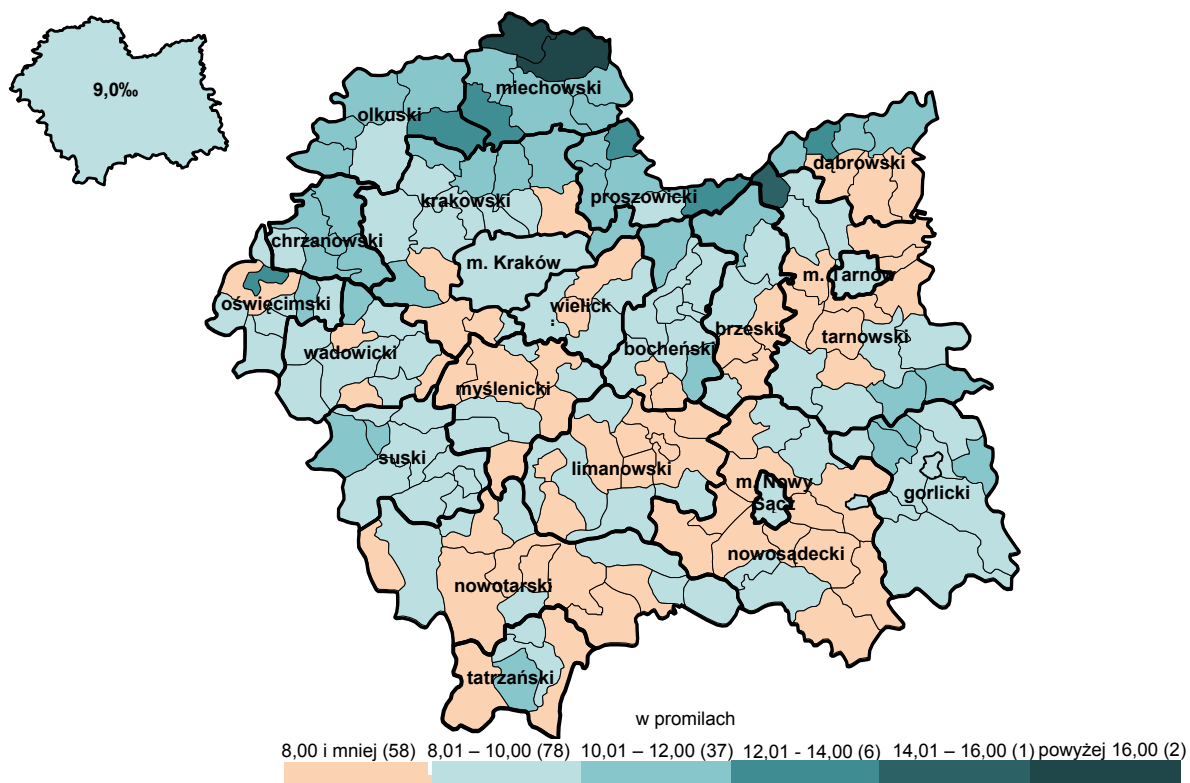 9,0‰
miechowski
olkuski
dąbrowski
proszowicki
krakowski
chrzanowski
m. Kraków
m. Tarnów
oświęcimski
wielick
:
brzeski
tarnowski
wadowicki
bocheński
myślenicki
suski
limanowski
m. Nowy
Sącz
gorlicki
nowosądecki
nowotarski
tatrzański
w promilach
8,00 i mniej (58) 8,01 – 10,00 (78) 10,01 – 12,00 (37) 12,01 - 14,00 (6) 14,01 – 16,00 (1) powyżej 16,00 (2)